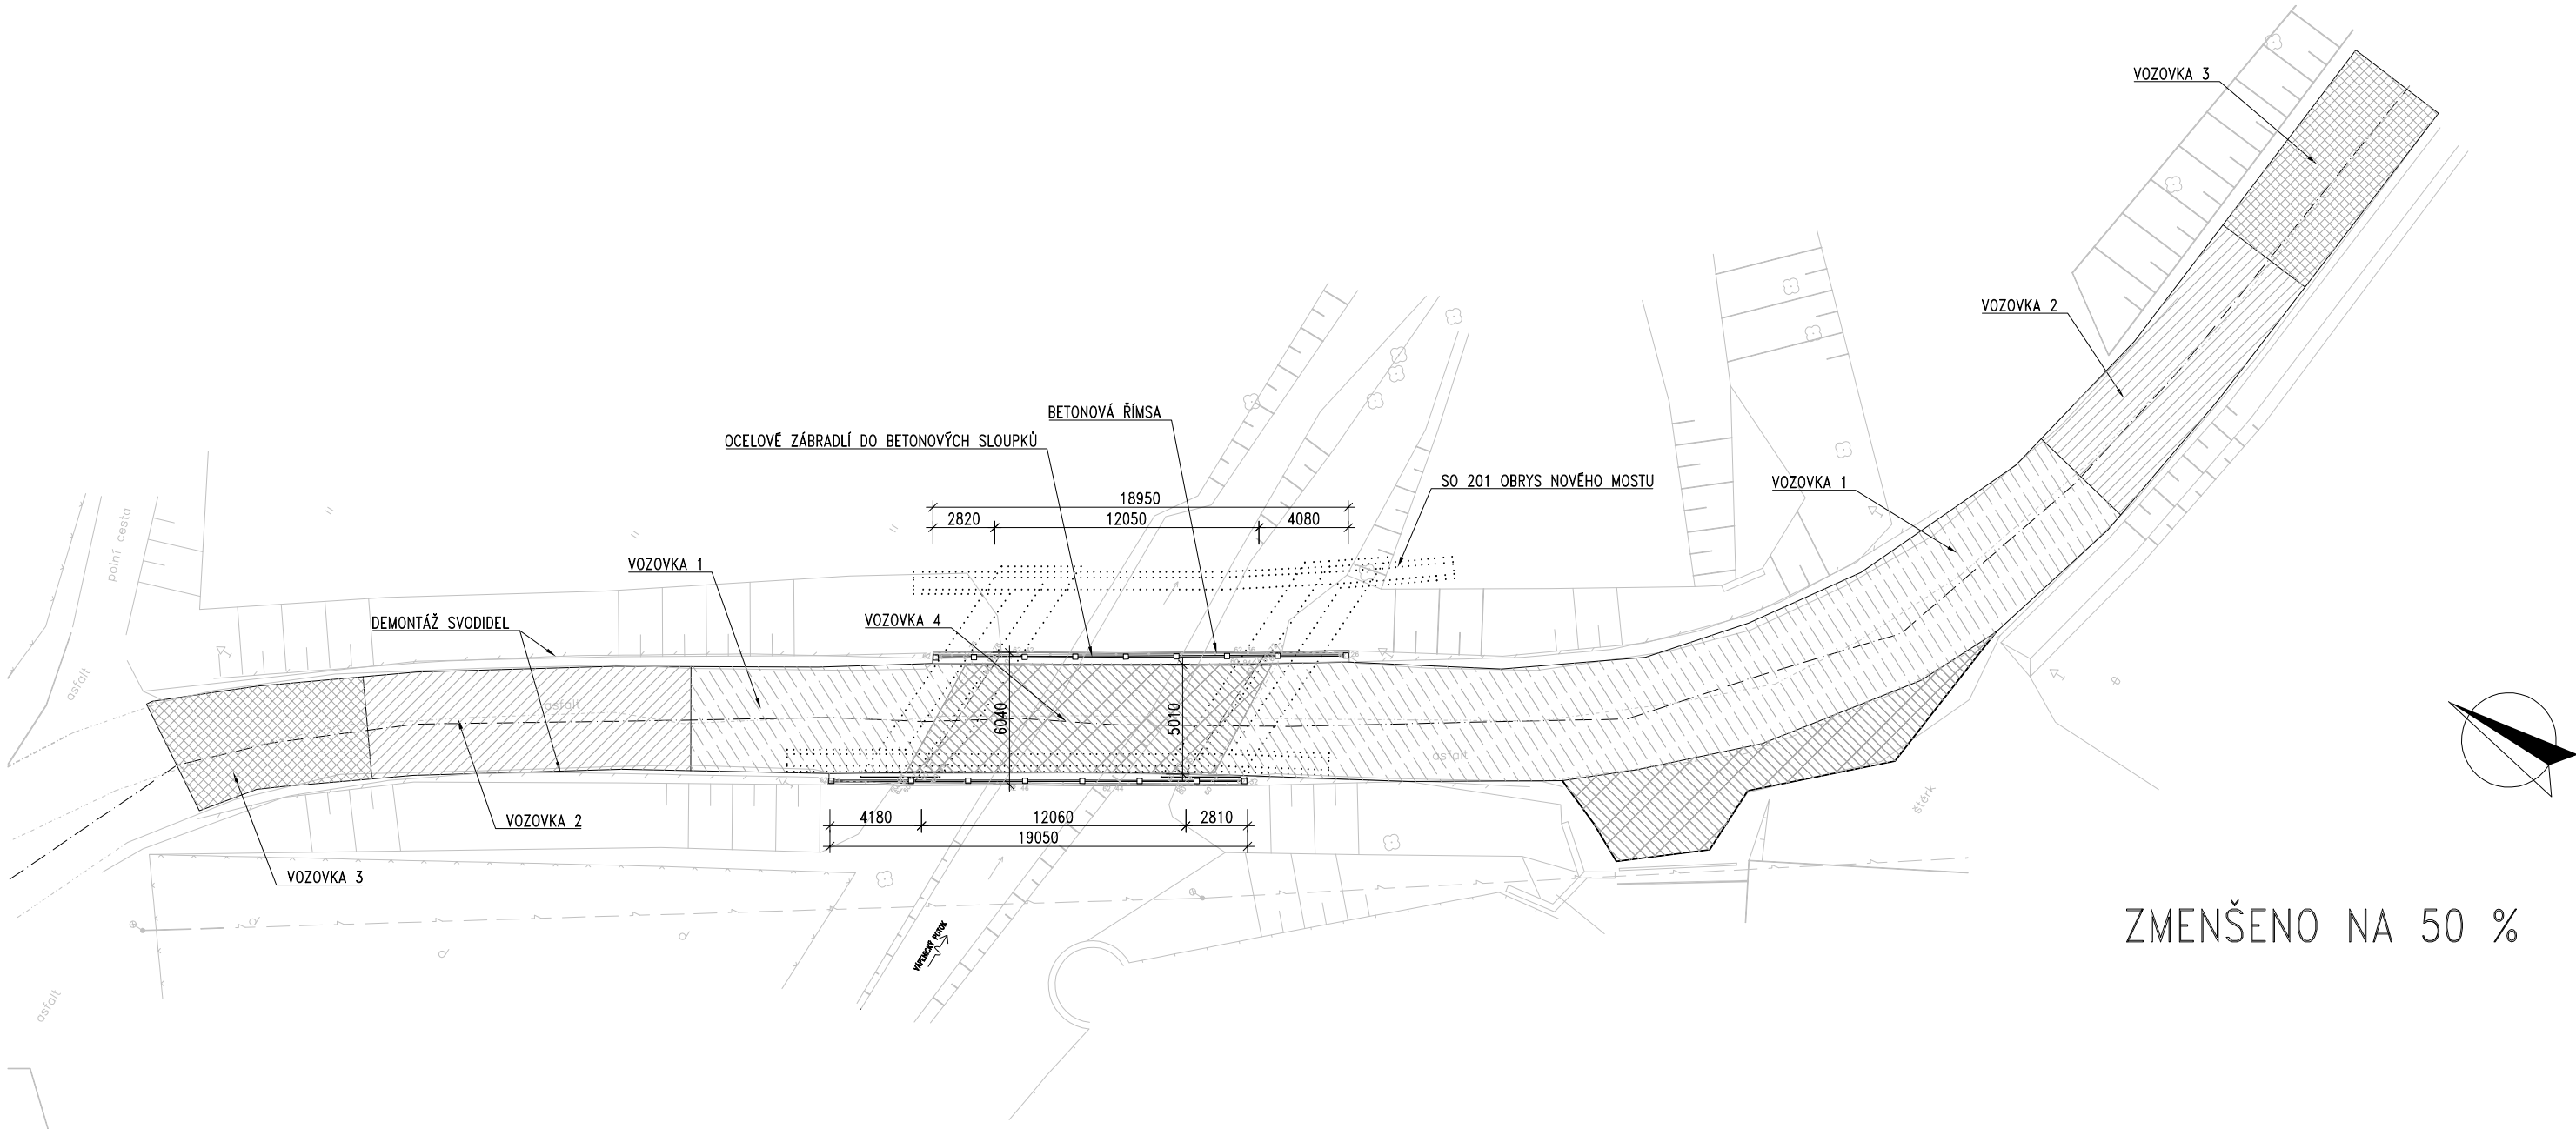 VOZOVKA 3
VOZOVKA 2
BETONOVÁ ŘÍMSA
OCELOVÉ ZÁBRADLÍ DO BETONOVÝCH SLOUPKŮ
SO 201 OBRYS NOVÉHO MOSTU
VOZOVKA 1
18950
2820 12050 4080
polní cesta
VOZOVKA 1
DEMONTÁŽ SVODIDEL
VOZOVKA 4
asfalt
asfalt
6040
5010
asfalt
štěrk
4180 12060 2810
19050
VOZOVKA 2
VOZOVKA 3
VÁPENICKÝ POTOK
ZMENŠENO NA 50 %
asfalt